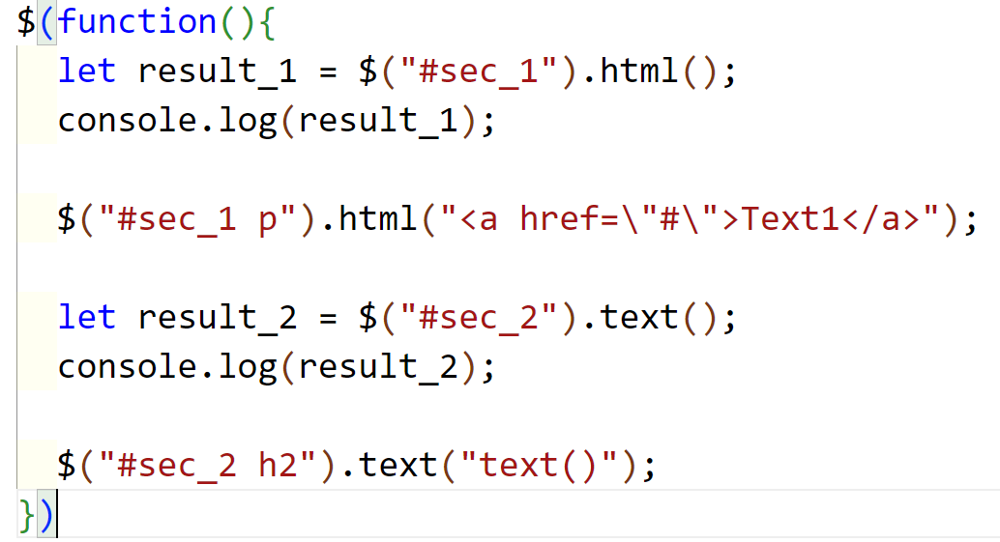 $(function(){
let result_1 = $("#sec_1").html();
console.log(result_1);
$("#sec_1 p").html("<a href=\"#\">Text1</a>");
let result_2 = $("#sec_2").text();
console.log(result_2);
$("#sec_2 h2").text("text()");
})